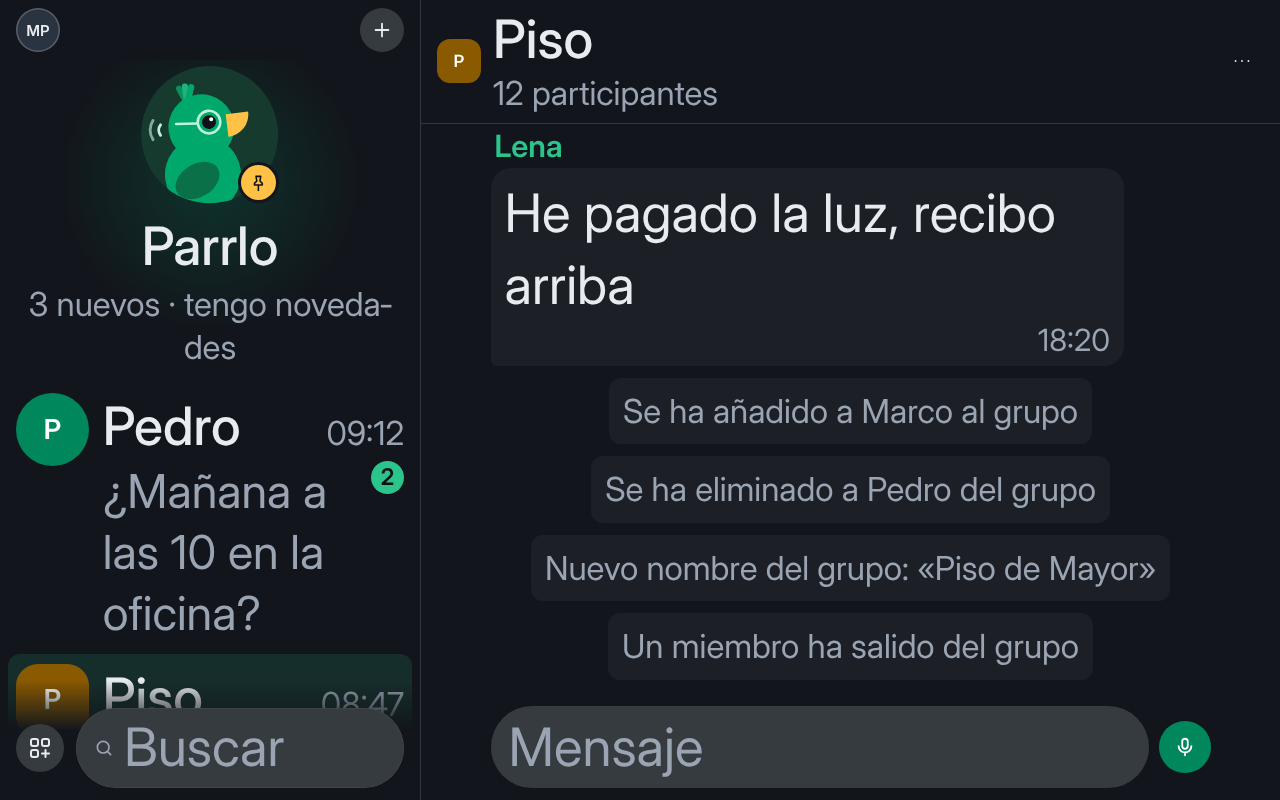 MP
Parrlo
3 nuevos · tengo noveda-
des
P
Pedro
09:12
¿Mañana a
las 10 en la
oficina?
2
P
Piso
08:47
Buscar
P
Piso
12 participantes
...
Lena
He pagado la luz, recibo
arriba
18:20
Se ha añadido a Marco al grupo
Se ha eliminado a Pedro del grupo
Nuevo nombre del grupo: «Piso de Mayor»
Un miembro ha salido del grupo
Mensaje